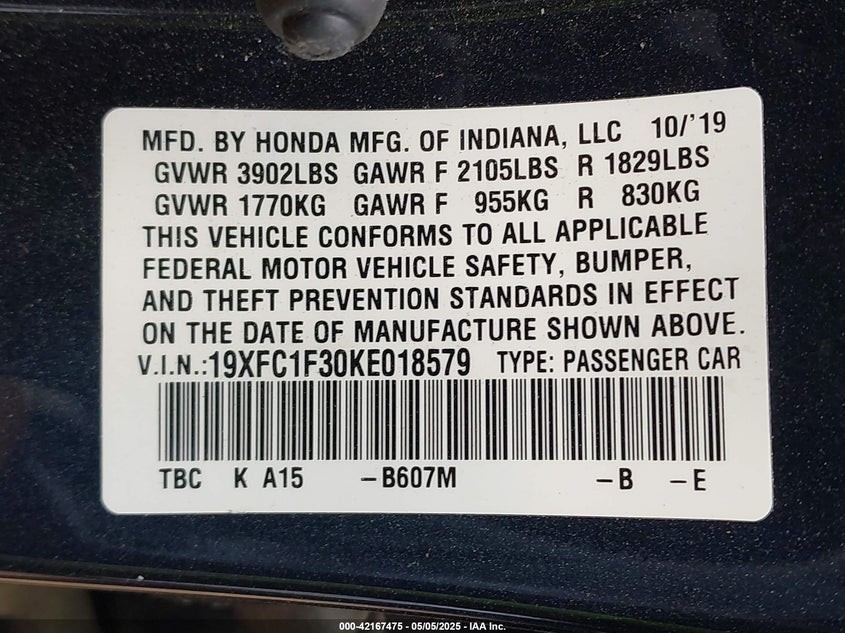 MFD. BY HONDA MFG. OF INDIANA, LLC 10/'19
GVWR 3902LBS GAWR F 2105LBS R 1829LBS
GVWR 1770KG GAWR F 955KG R 830KG
THIS VEHICLE CONFORMS TO ALL APPLICABLE
FEDERAL MOTOR VEHICLE SAFETY, BUMPER,
AND THEFT PREVENTION STANDARDS IN EFFECT
ON THE DATE OF MANUFACTURE SHOWN ABOVE.
V.I.N.:19XFC1F30KE018579 TYPE: PASSENGER CAR
TBC K A15 –B607M –B –E
000-42167475 - 05/05/2025 - IAA Inc.